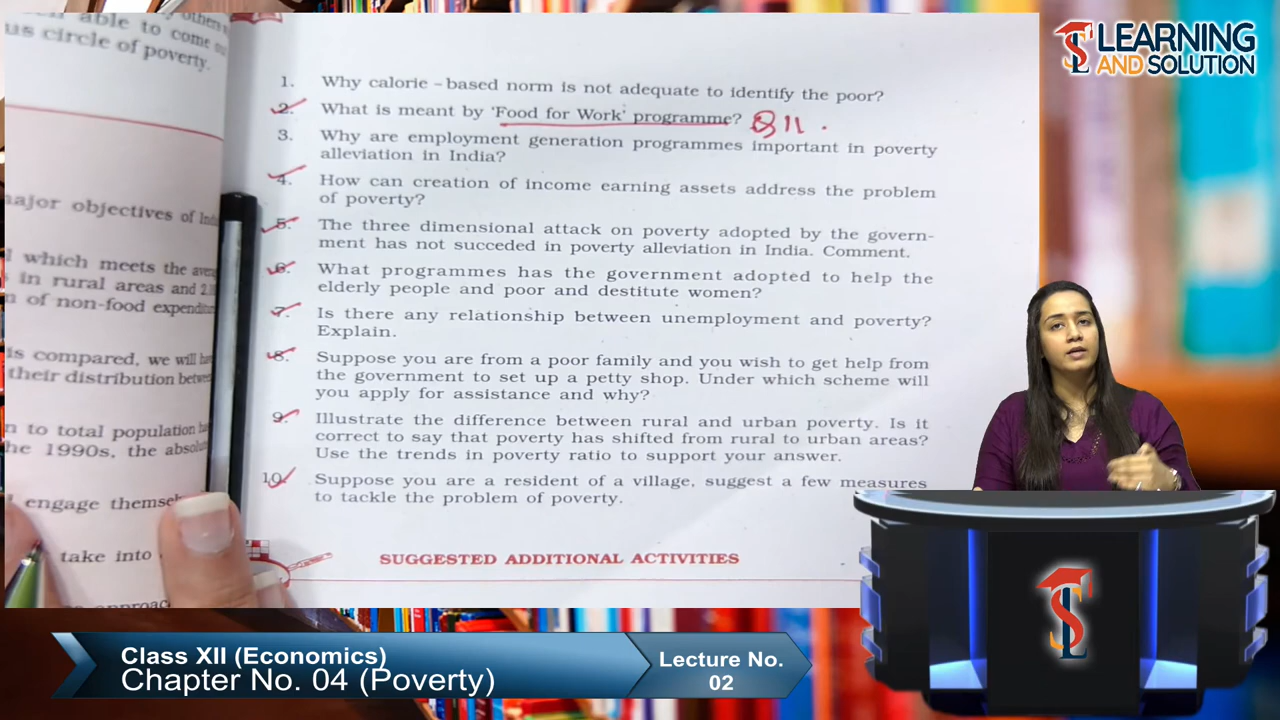 able to come
us circle of poverty.
major objectives of
which meets the
in rural areas and
of non-food
is compared, we will
their distribution
to total population
1990s, the
engage
take into
1. Why calorie – based norm is not adequate to identify the poor?
2. What is meant by 'Food for Work' programme? Q11.
3. Why are employment generation programmes important in poverty
alleviation in India?
4. How can creation of income earning assets address the problem
of poverty?
5. The three dimensional attack on poverty adopted by the govern-
ment has not succeded in poverty alleviation in India. Comment.
6. What programmes has the government adopted to help the
elderly people and poor and destitute women?
7. Is there any relationship between unemployment and poverty?
Explain.
8. Suppose you are from a poor family and you wish to get help from
the government to set up a petty shop. Under which scheme will
you apply for assistance and why?
9. Illustrate the difference between rural and urban poverty. Is it
correct to say that poverty has shifted from rural to urban areas?
Use the trends in poverty ratio to support your answer.
10. Suppose you are a resident of a village, suggest a few measures
to tackle the problem of poverty.
SUGGESTED ADDITIONAL ACTIVITIES
LEARNING
AND SOLUTION
Class XII (Economics)
Chapter No. 04 (Poverty)
Lecture No.
02